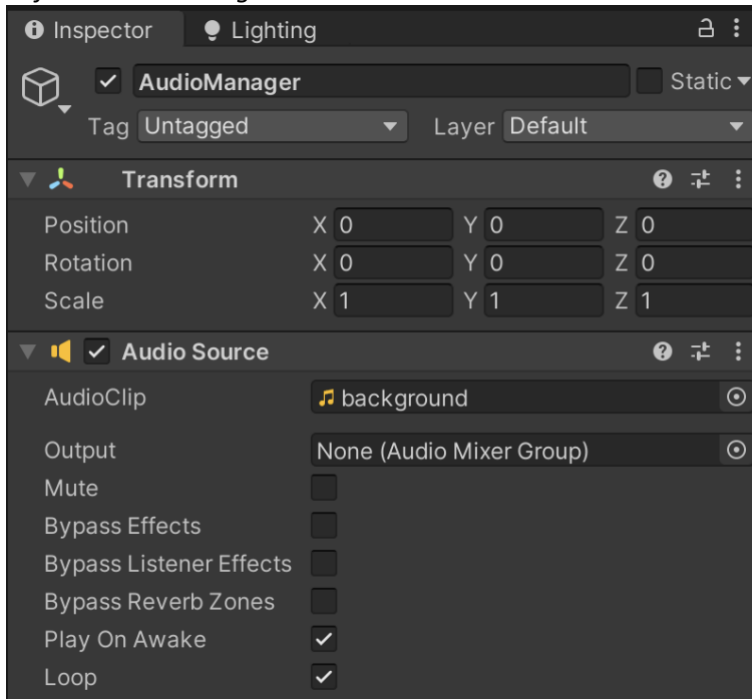 Inspector Lighting
AudioManager Static
Tag Untagged Layer Default
Transform
Position X 0 Y 0 Z 0
Rotation X 0 Y 0 Z 0
Scale X 1 Y 1 Z 1
Audio Source
AudioClip background
Output None (Audio Mixer Group)
Mute
Bypass Effects
Bypass Listener Effects
Bypass Reverb Zones
Play On Awake
Loop